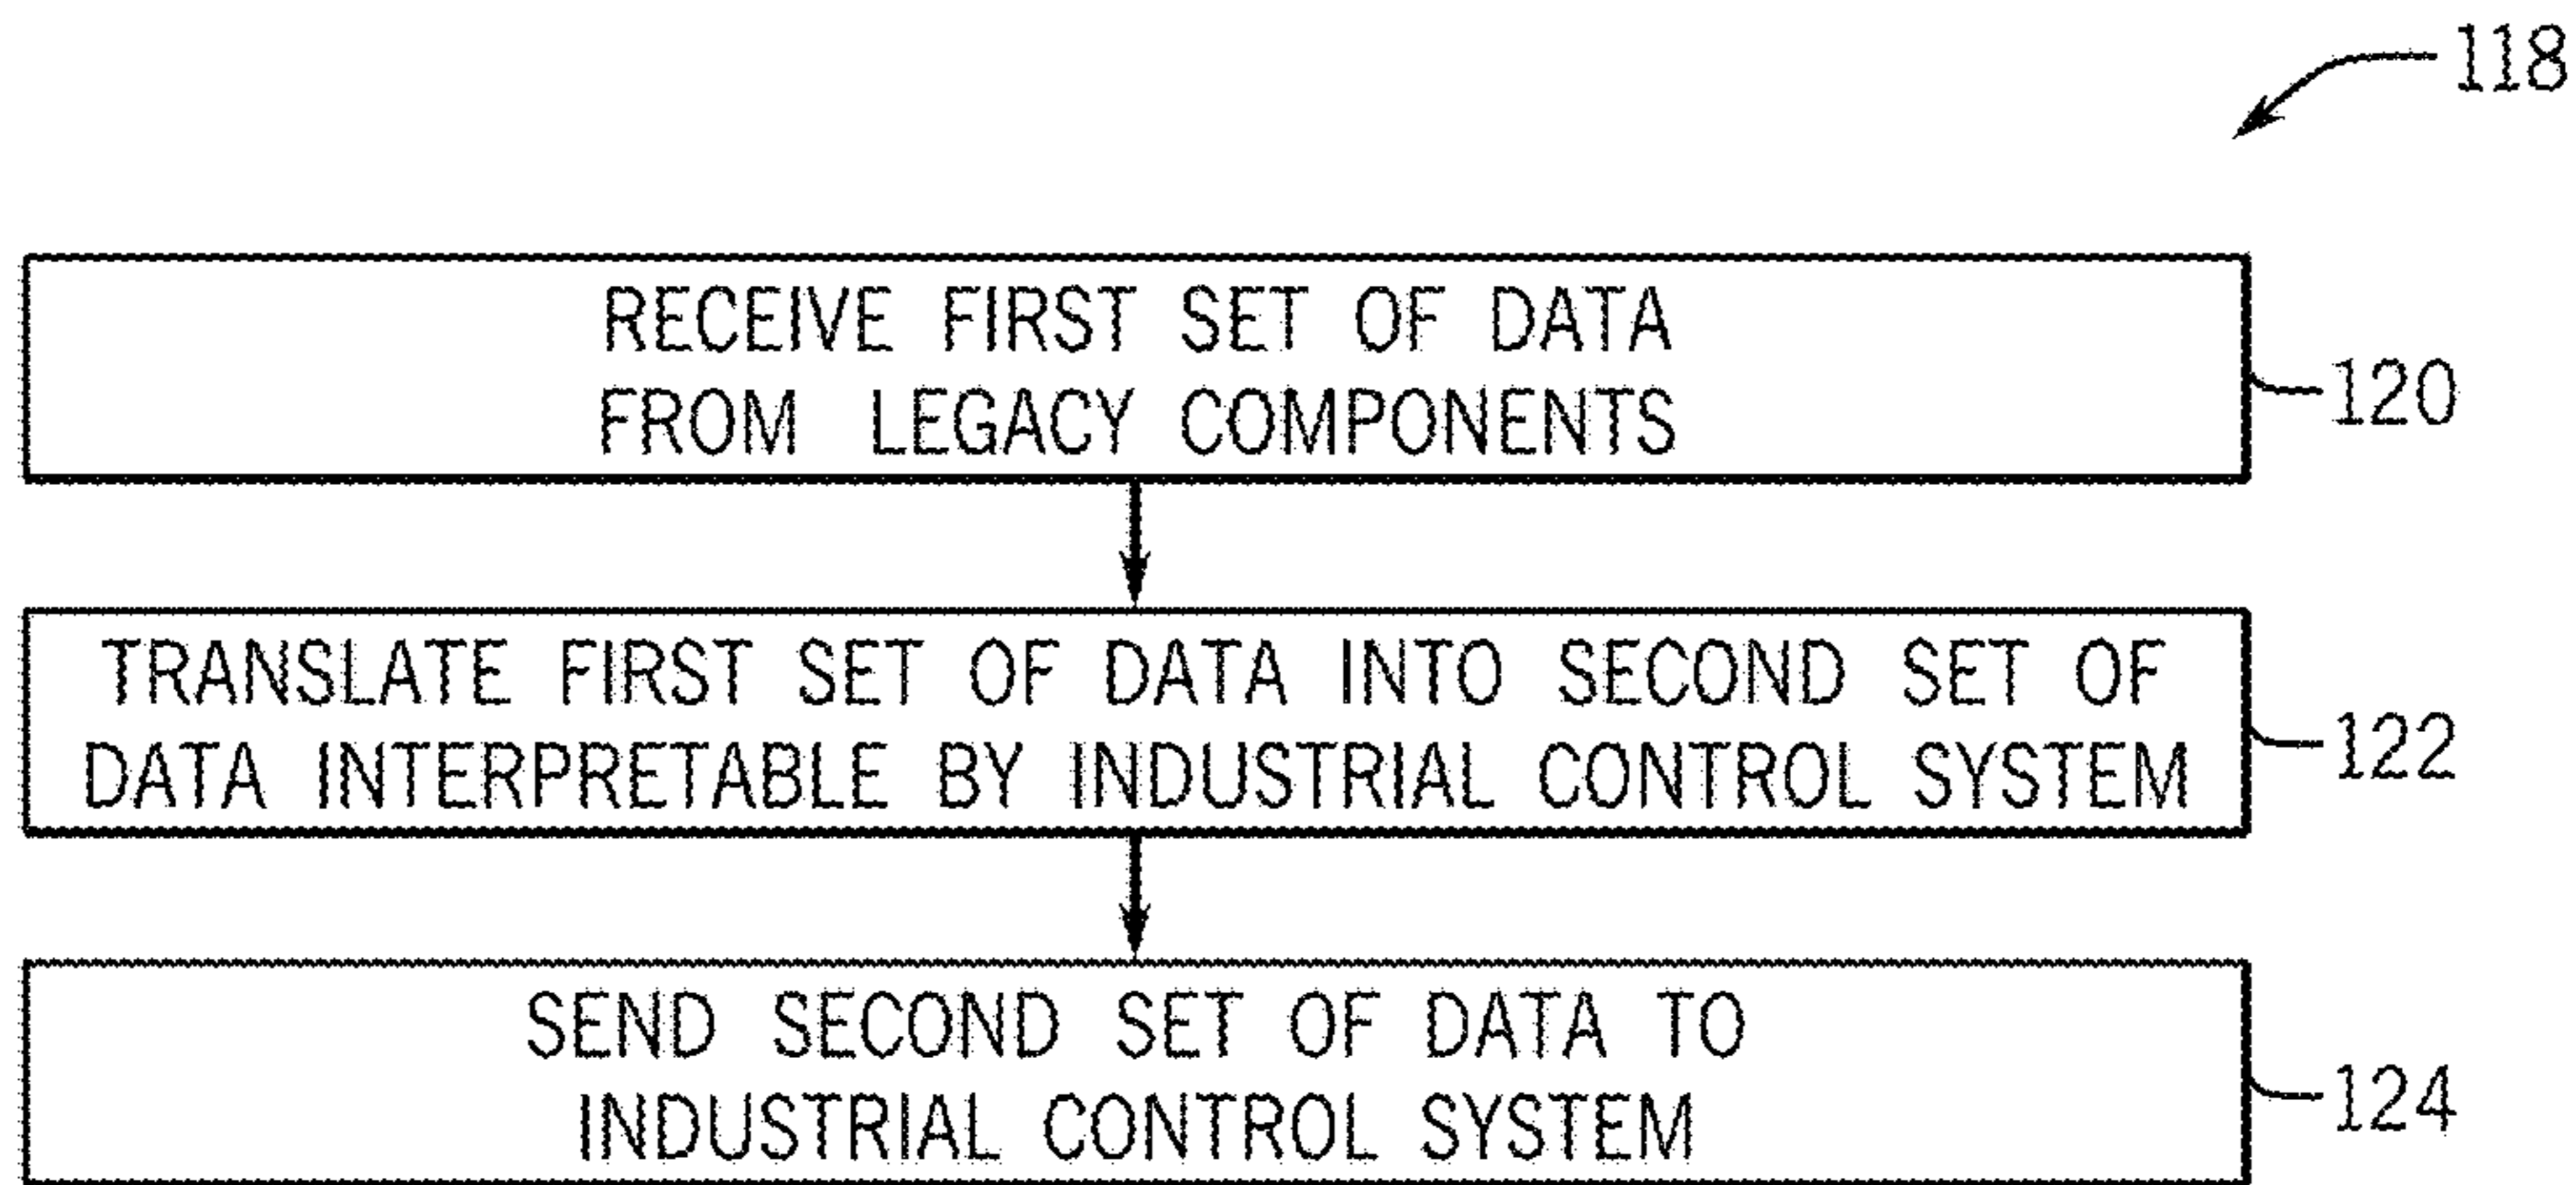 118
RECEIVE FIRST SET OF DATA
FROM LEGACY COMPONENTS
120
TRANSLATE FIRST SET OF DATA INTO SECOND SET OF
DATA INTERPRETABLE BY INDUSTRIAL CONTROL SYSTEM
122
SEND SECOND SET OF DATA TO
INDUSTRIAL CONTROL SYSTEM
124